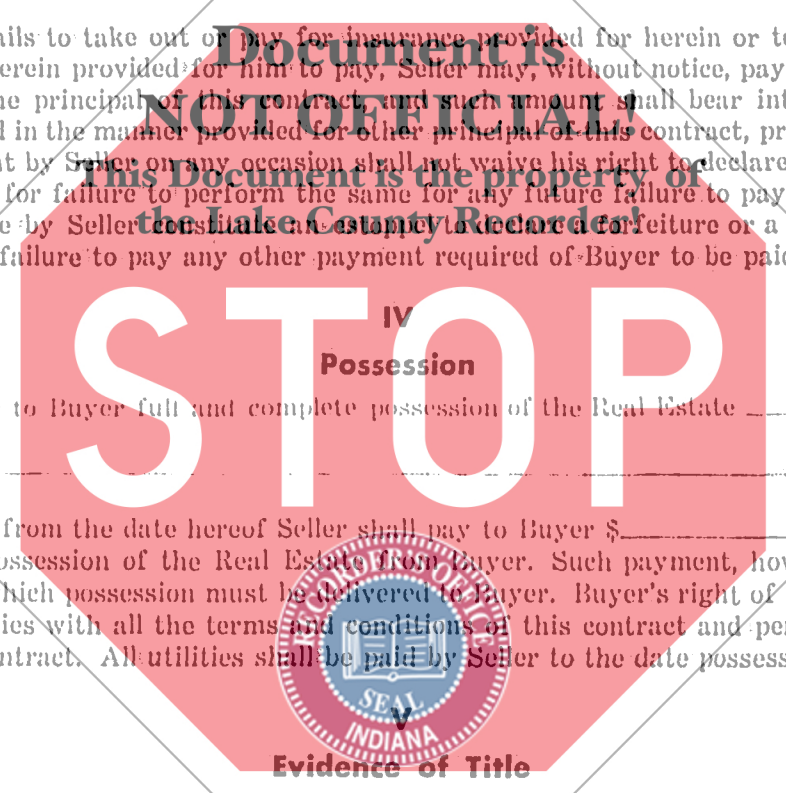 ails to take out or pay for insurance provided for herein or te
Document is
erein provided for him to pay, Seller may, without notice, pay
NOT OFFICIAL!
he principal of this contract, and such amount shall bear int
d in the manner provided for other principal of this contract, pr
t by Seller on any occasion shall not waive his right to declare
This Document is the property of
for failure to perform the same for any future failure to pay
the Lake County Recorder!
e by Seller constitute an estoppel to declare a forfeiture or a
failure to pay any other payment required of Buyer to be paid
STOP
IV
Possession
to Buyer full and complete possession of the Real Estate
from the date hereof Seller shall pay to Buyer $
ossession of the Real Estate from Buyer. Such payment, how
hich possession must be delivered to Buyer. Buyer's right of
ies with all the terms and conditions of this contract and per
ntract. All utilities shall be paid by Seller to the date possess
RECORDER'S OFFICE
SEAL
INDIANA
V
Evidence of Title